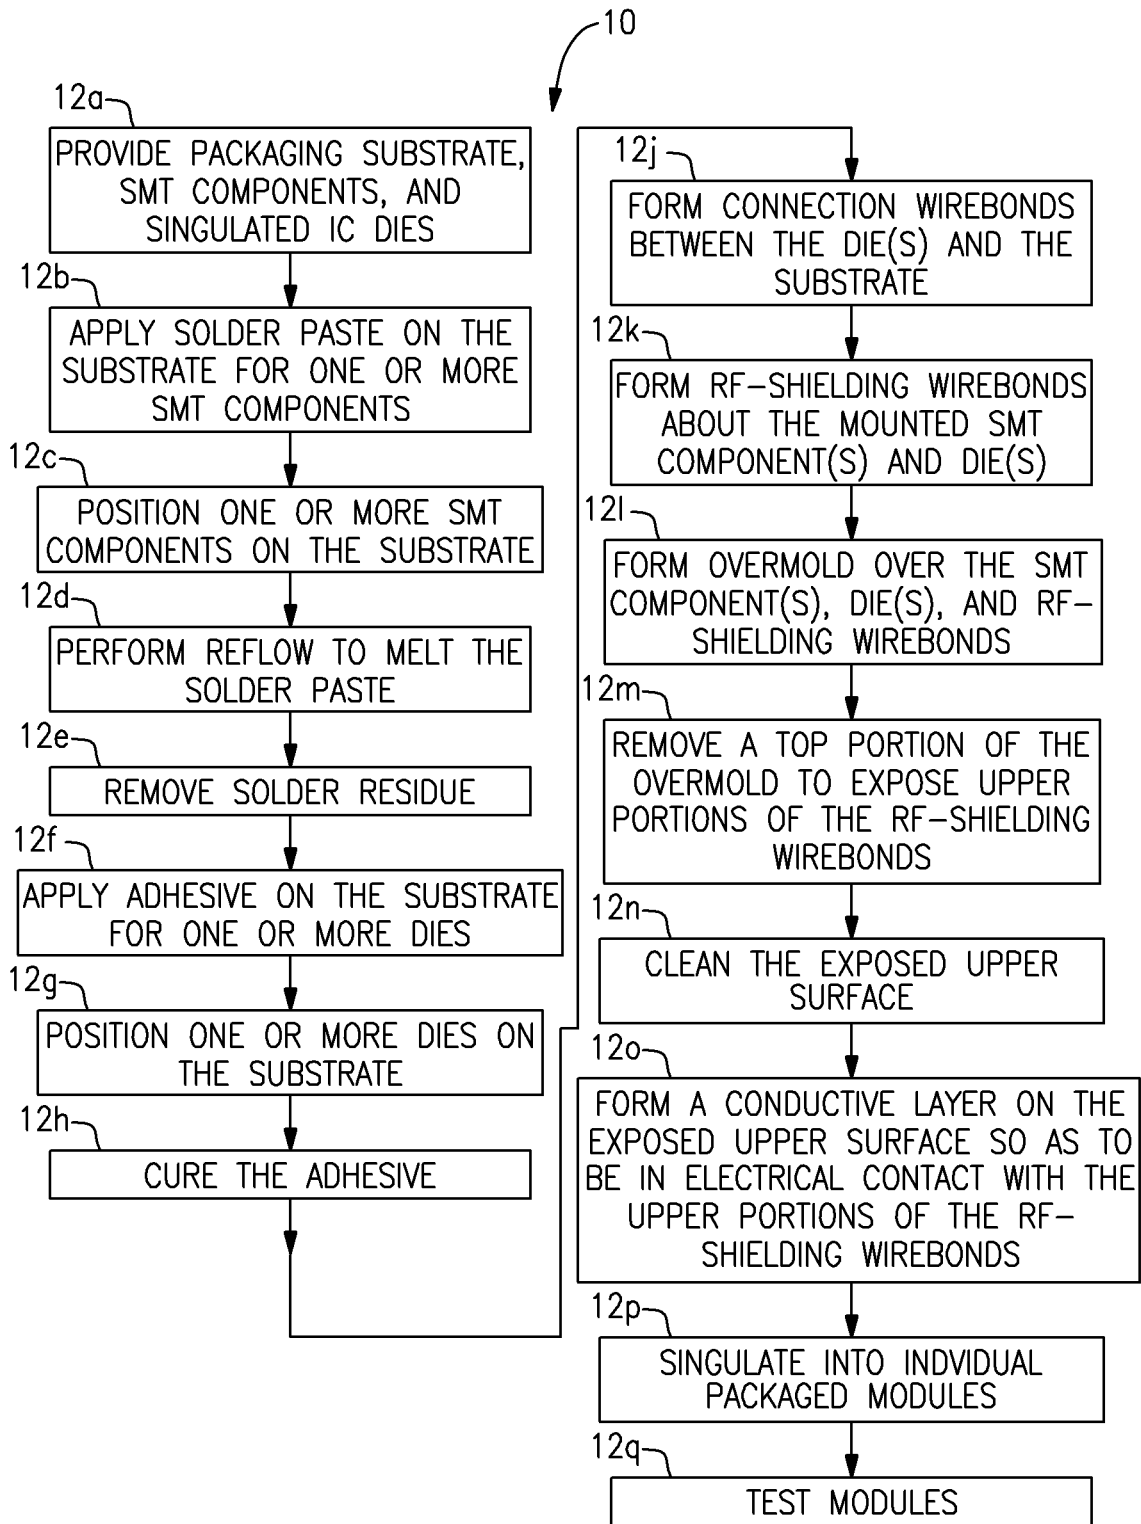 10
12a
PROVIDE PACKAGING SUBSTRATE,
SMT COMPONENTS, AND
SINGULATED IC DIES
12b
APPLY SOLDER PASTE ON THE
SUBSTRATE FOR ONE OR MORE
SMT COMPONENTS
12c
POSITION ONE OR MORE SMT
COMPONENTS ON THE SUBSTRATE
12d
PERFORM REFLOW TO MELT THE
SOLDER PASTE
12e
REMOVE SOLDER RESIDUE
12f
APPLY ADHESIVE ON THE SUBSTRATE
FOR ONE OR MORE DIES
12g
POSITION ONE OR MORE DIES ON
THE SUBSTRATE
12h
CURE THE ADHESIVE
12j
FORM CONNECTION WIREBONDS
BETWEEN THE DIE(S) AND THE
SUBSTRATE
12k
FORM RF-SHIELDING WIREBONDS
ABOUT THE MOUNTED SMT
COMPONENT(S) AND DIE(S)
12l
FORM OVERMOLD OVER THE SMT
COMPONENT(S), DIE(S), AND RF-
SHIELDING WIREBONDS
12m
REMOVE A TOP PORTION OF THE
OVERMOLD TO EXPOSE UPPER
PORTIONS OF THE RF-SHIELDING
WIREBONDS
12n
CLEAN THE EXPOSED UPPER
SURFACE
12o
FORM A CONDUCTIVE LAYER ON THE
EXPOSED UPPER SURFACE SO AS TO
BE IN ELECTRICAL CONTACT WITH THE
UPPER PORTIONS OF THE RF-
SHIELDING WIREBONDS
12p
SINGULATE INTO INDVIDUAL
PACKAGED MODULES
12q
TEST MODULES